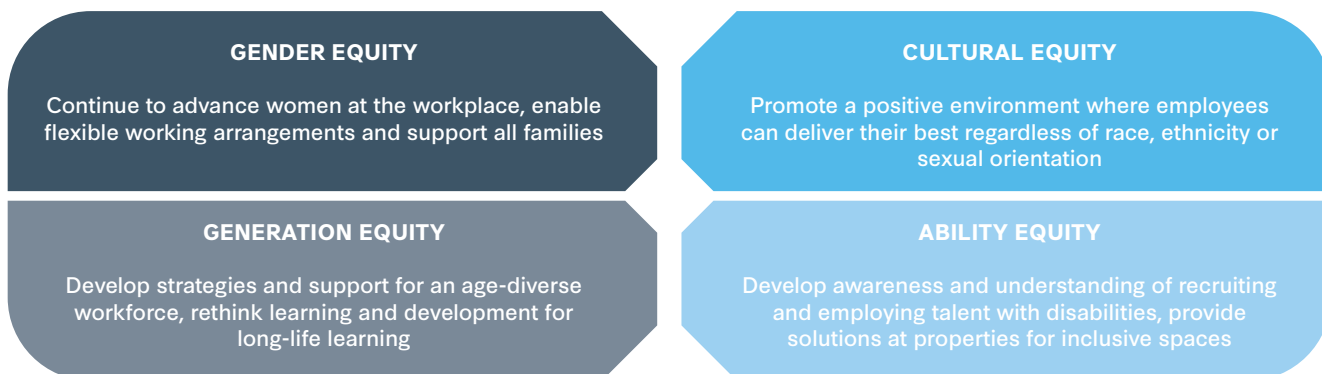 GENDER EQUITY
Continue to advance women at the workplace, enable
flexible working arrangements and support all families
CULTURAL EQUITY
Promote a positive environment where employees
can deliver their best regardless of race, ethnicity or
sexual orientation
GENERATION EQUITY
Develop strategies and support for an age-diverse
workforce, rethink learning and development for
long-life learning
ABILITY EQUITY
Develop awareness and understanding of recruiting
and employing talent with disabilities, provide
solutions at properties for inclusive spaces